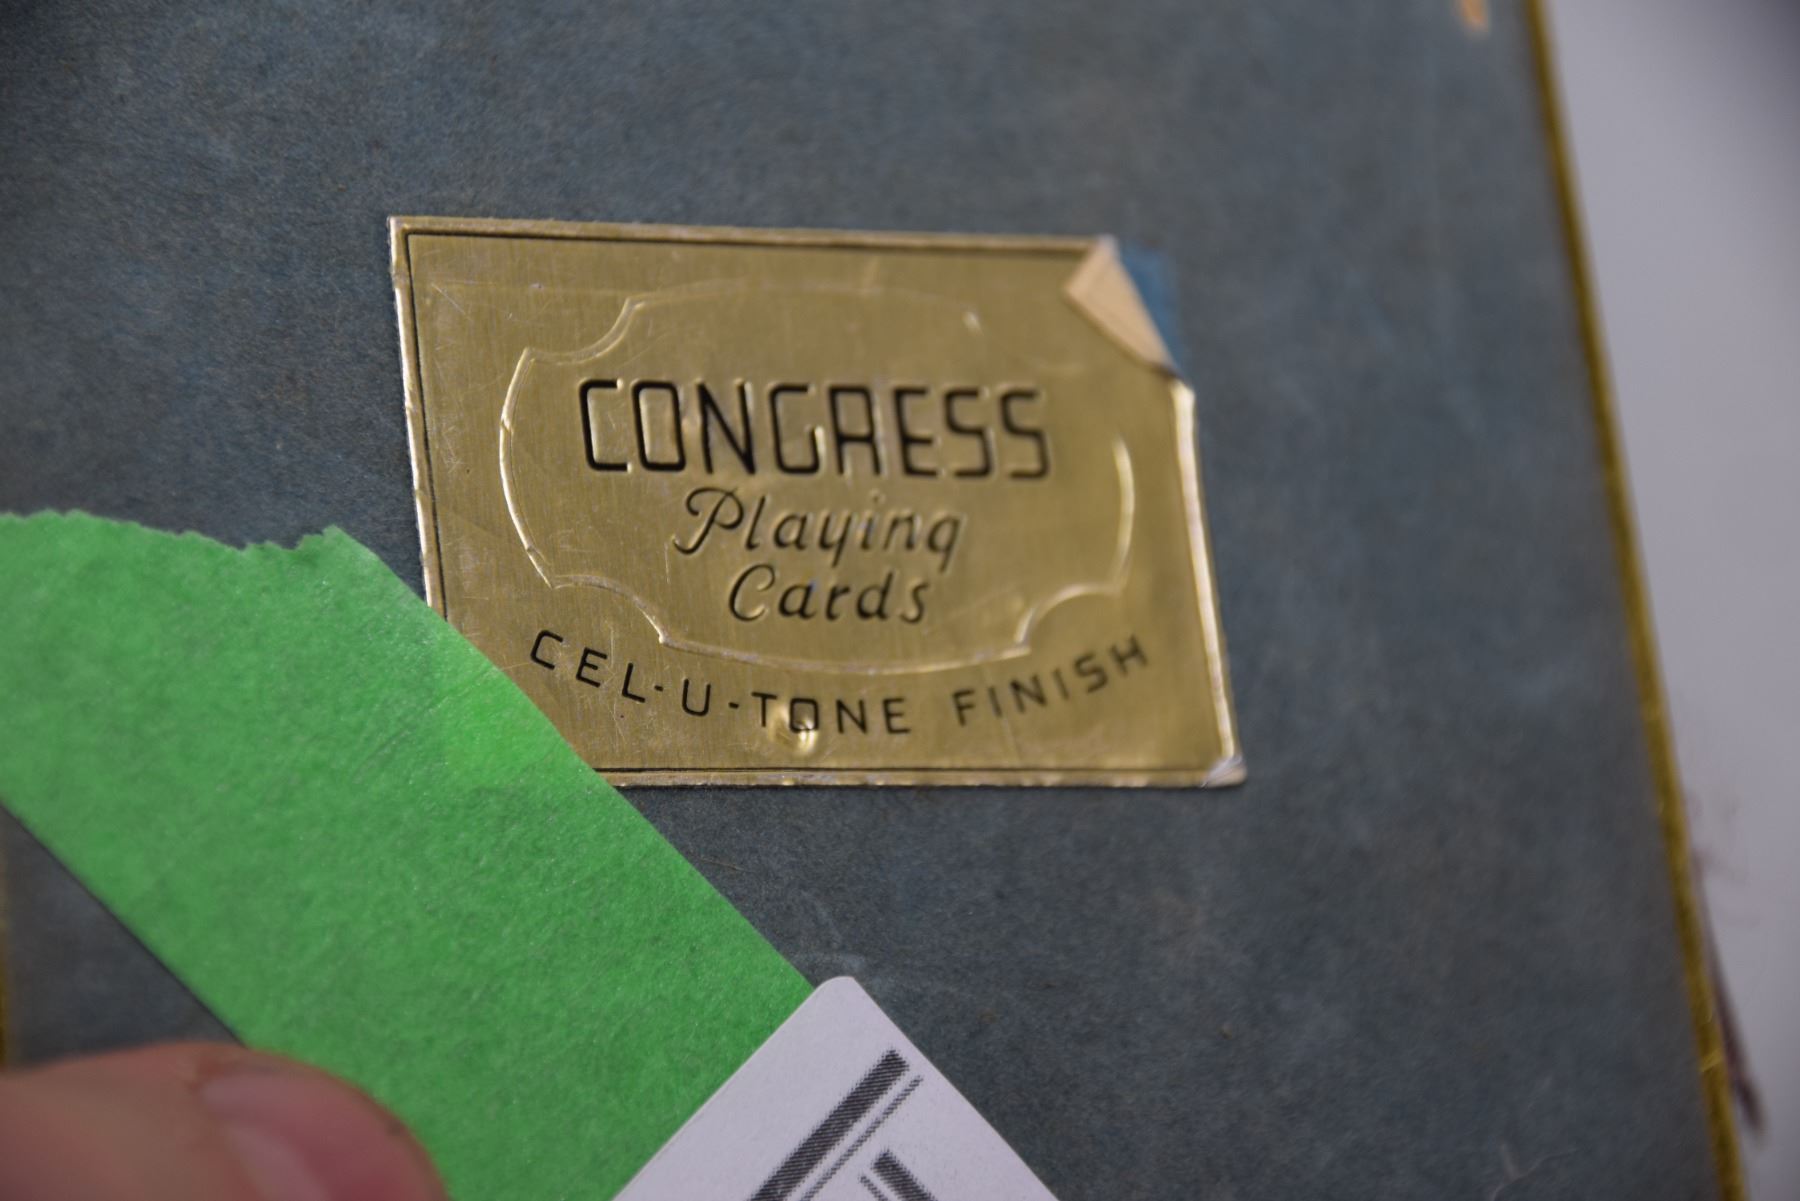 CONGRESS
Playing
Cards
CEL-U-TONE FINISH